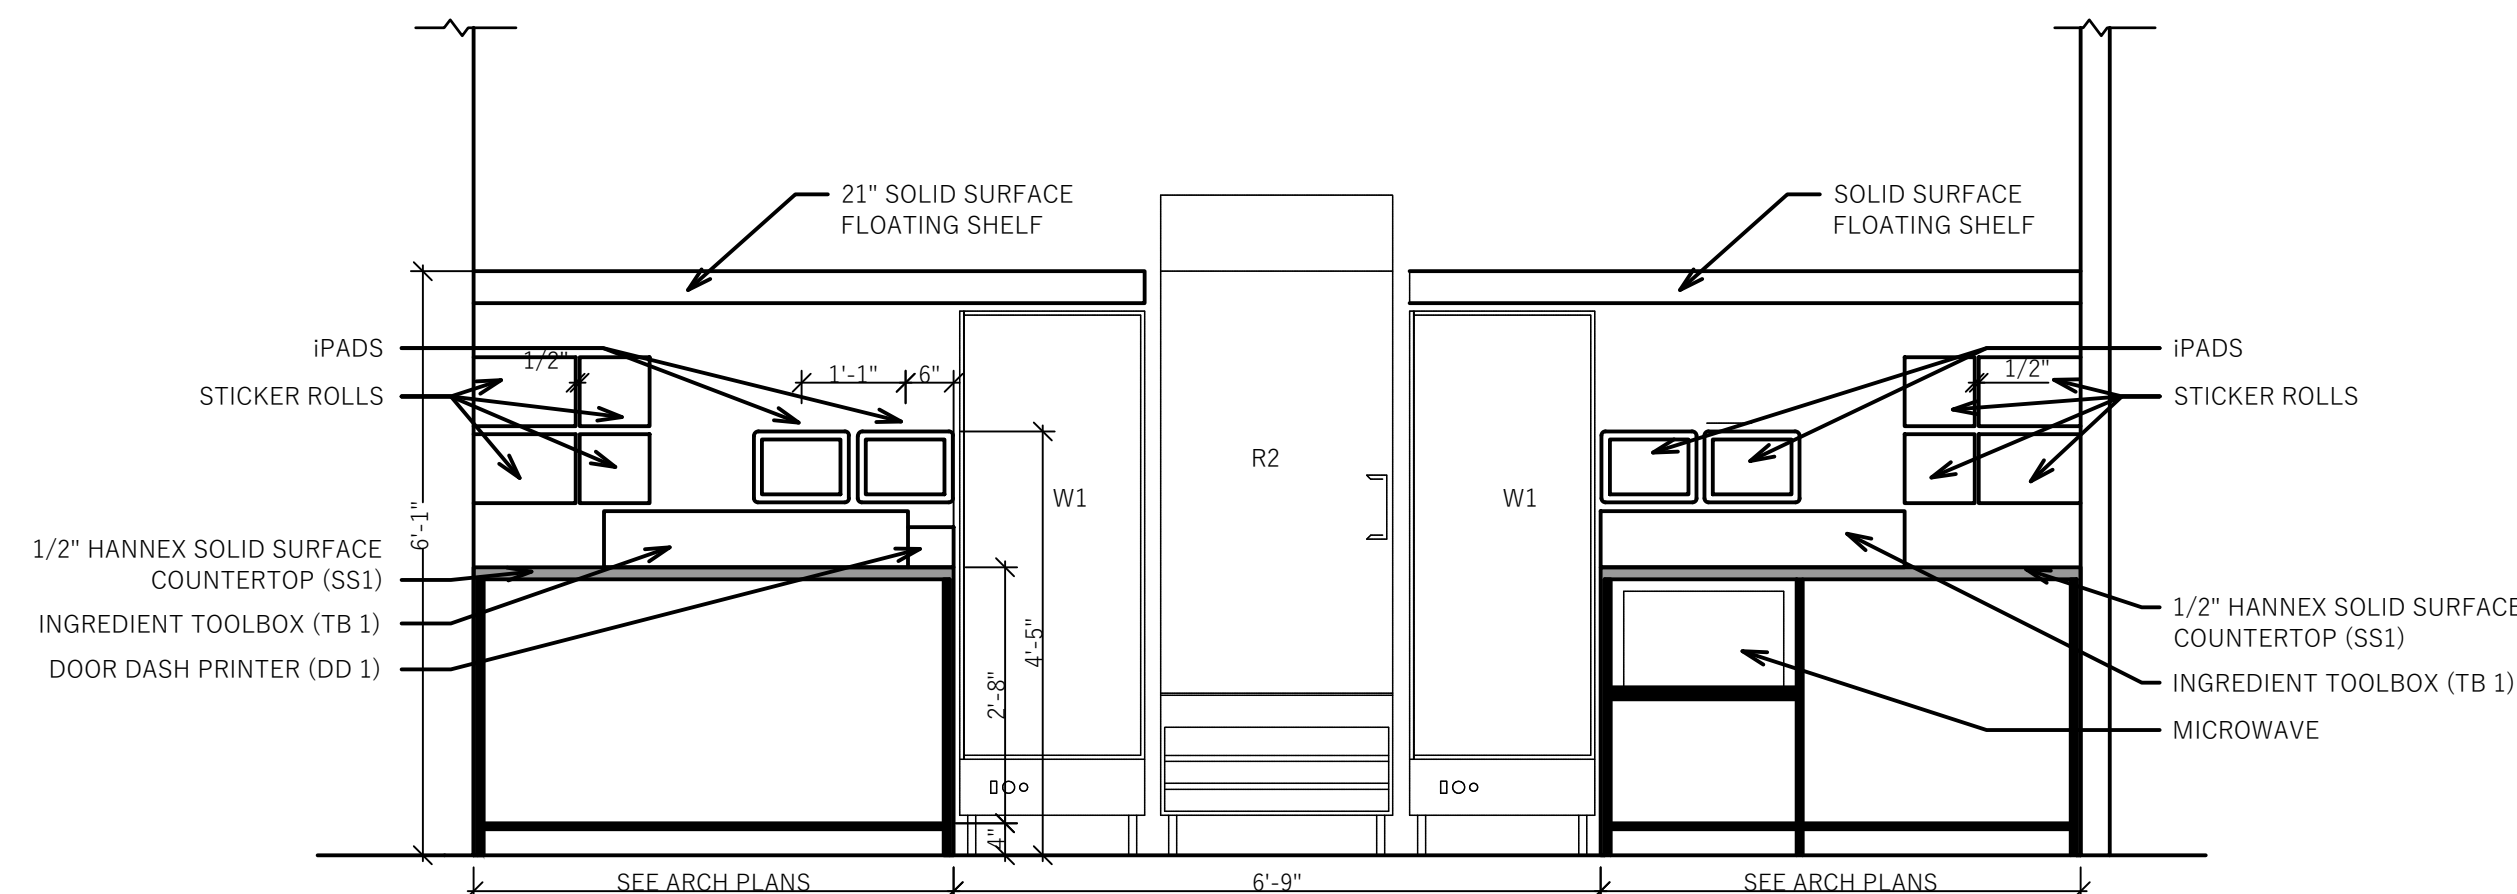 21" SOLID SURFACE
FLOATING SHELF
SOLID SURFACE
FLOATING SHELF
iPADS
STICKER ROLLS
1/2"
1'-1"
6"
1/2"
iPADS
STICKER ROLLS
R2
W1
W1
6'-1"
1/2" HANNEX SOLID SURFACE
COUNTERTOP (SS1)
INGREDIENT TOOLBOX (TB 1)
DOOR DASH PRINTER (DD 1)
4'-5"
2'-8"
4"
1/2" HANNEX SOLID SURFACE
COUNTERTOP (SS1)
INGREDIENT TOOLBOX (TB 1)
MICROWAVE
SEE ARCH PLANS
6'-9"
SEE ARCH PLANS